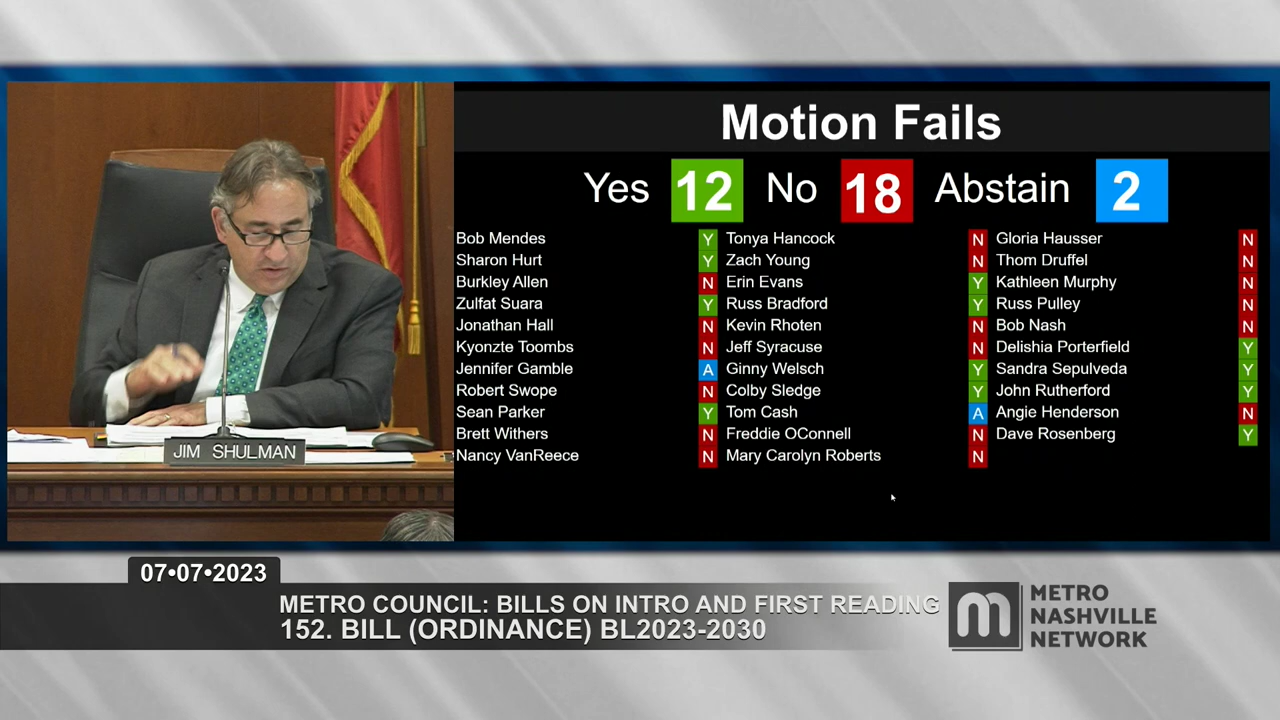 Motion Fails
Yes 12 No 18 Abstain 2
Bob Mendes Y Tonya Hancock N Gloria Hausser N
Sharon Hurt Y Zach Young N Thom Druffel N
Burkley Allen N Erin Evans Y Kathleen Murphy N
Zulfat Suara Y Russ Bradford Y Russ Pulley N
Jonathan Hall N Kevin Rhoten N Bob Nash N
Kyonzte Toombs N Jeff Syracuse N Delishia Porterfield Y
Jennifer Gamble A Ginny Welsch Y Sandra Sepulveda Y
Robert Swope N Colby Sledge Y John Rutherford Y
Sean Parker Y Tom Cash A Angie Henderson N
Brett Withers N Freddie OConnell N Dave Rosenberg Y
Nancy VanReece N Mary Carolyn Roberts N
JIM SHULMAN
07•07•2023
METRO COUNCIL: BILLS ON INTRO AND FIRST READING
152. BILL (ORDINANCE) BL2023-2030
m
METRO
NASHVILLE
NETWORK